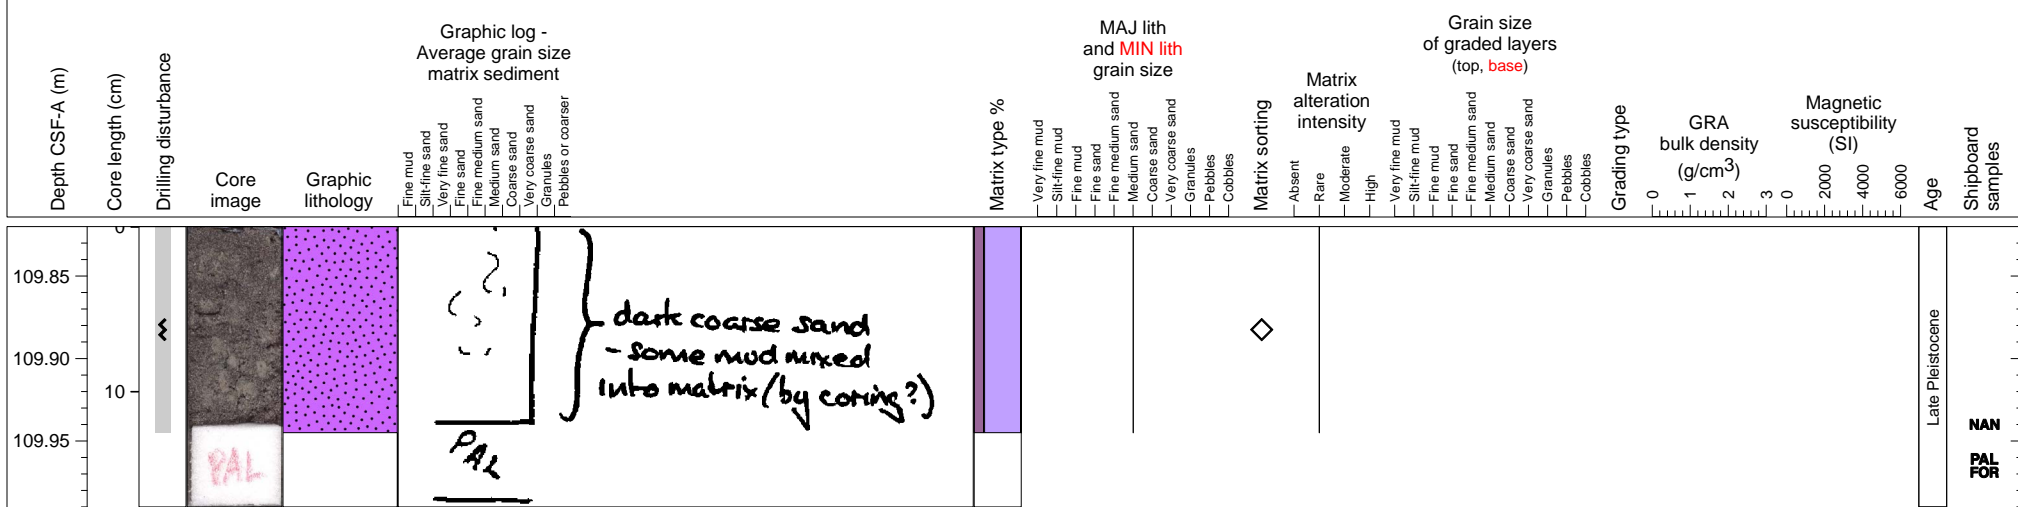 Depth CSF-A (m)
Core length (cm)
Drilling disturbance
Core
image
Graphic
lithology
Graphic log -
Average grain size
matrix sediment
Fine mud
Silt-fine sand
Very fine sand
Fine sand
Fine medium sand
Medium sand
Coarse sand
Very coarse sand
Granules
Pebbles or coarser
Matrix type %
MAJ lith
and MIN lith
grain size
Very fine mud
Silt-fine mud
Fine mud
Fine sand
Fine medium sand
Medium sand
Coarse sand
Very coarse sand
Granules
Pebbles
Cobbles
Matrix sorting
Matrix
alteration
intensity
Absent
Rare
Moderate
High
Grain size
of graded layers
(top, base)
Very fine mud
Silt-fine mud
Fine mud
Fine sand
Fine medium sand
Medium sand
Coarse sand
Very coarse sand
Granules
Pebbles
Cobbles
Grading type
GRA
bulk density
(g/cm3)
0 1 2 3
Magnetic
susceptibility
(SI)
0 2000 4000 6000
Age
Shipboard
samples
0
109.85
109.90
10
109.95
PAL
dark coarse sand
- some mud mixed
into matrix (by coring?)
PAL
Late Pleistocene
NAN
PAL
FOR